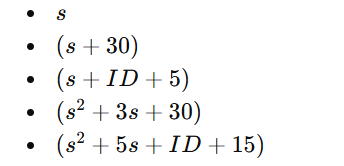 • s
• (s + 30)
• (s + ID + 5)
• (s² + 3s + 30)
• (s² + 5s + ID + 15)